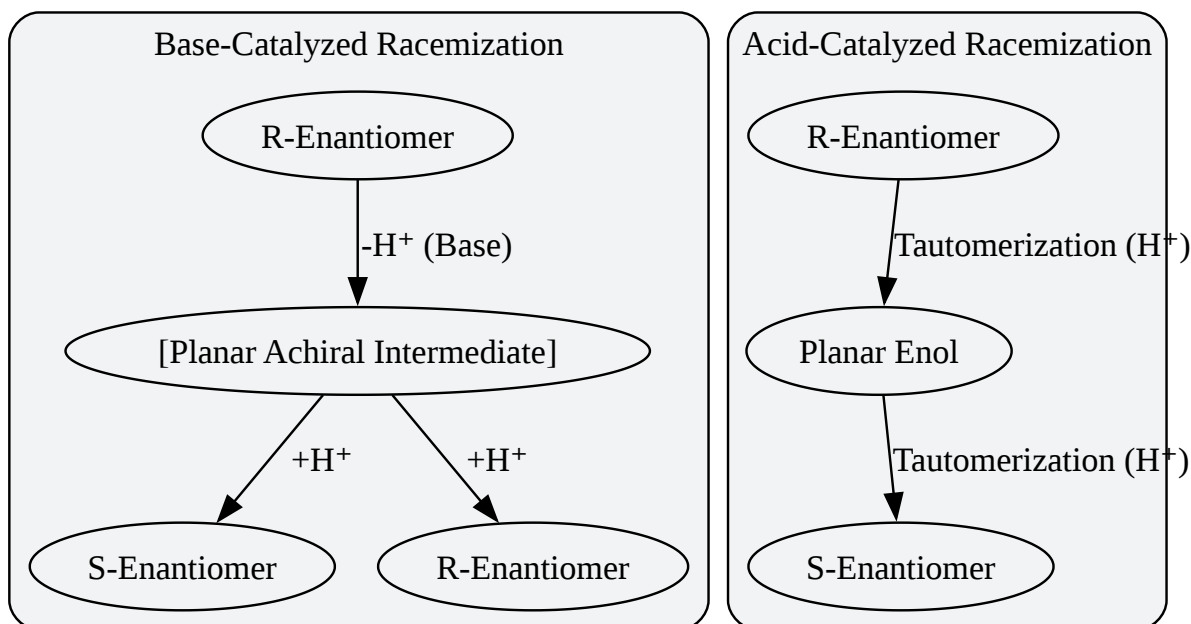 Base-Catalyzed Racemization
R-Enantiomer
-H⁺ (Base)
[Planar Achiral Intermediate]
+H⁺
+H⁺
S-Enantiomer
R-Enantiomer
Acid-Catalyzed Racemization
R-Enantiomer
Tautomerization (H⁺)
Planar Enol
Tautomerization (H⁺)
S-Enantiomer